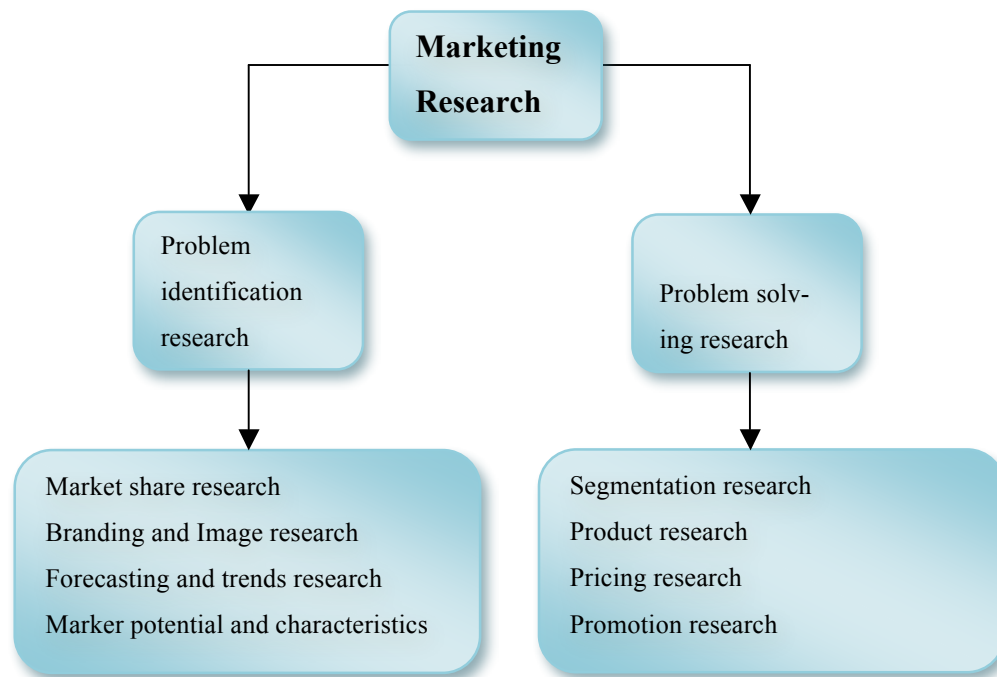 Marketing
Research
Problem
identification
research
Problem solv-
ing research
Market share research
Branding and Image research
Forecasting and trends research
Marker potential and characteristics
Segmentation research
Product research
Pricing research
Promotion research